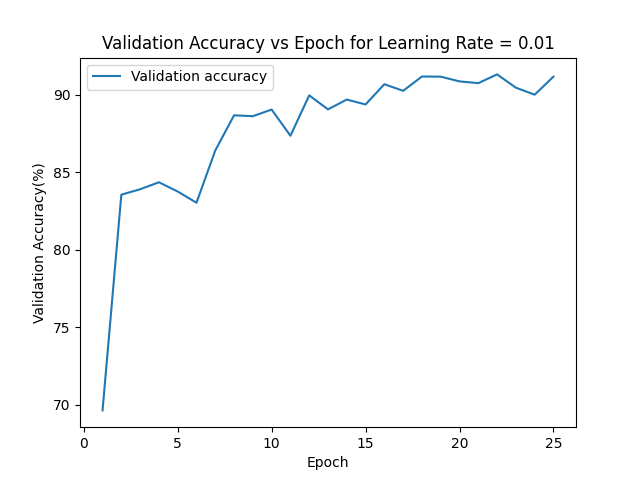 Validation Accuracy vs Epoch for Learning Rate = 0.01
Validation accuracy
Validation Accuracy(%)
90
85
80
75
70
0 5 10 15 20 25
Epoch